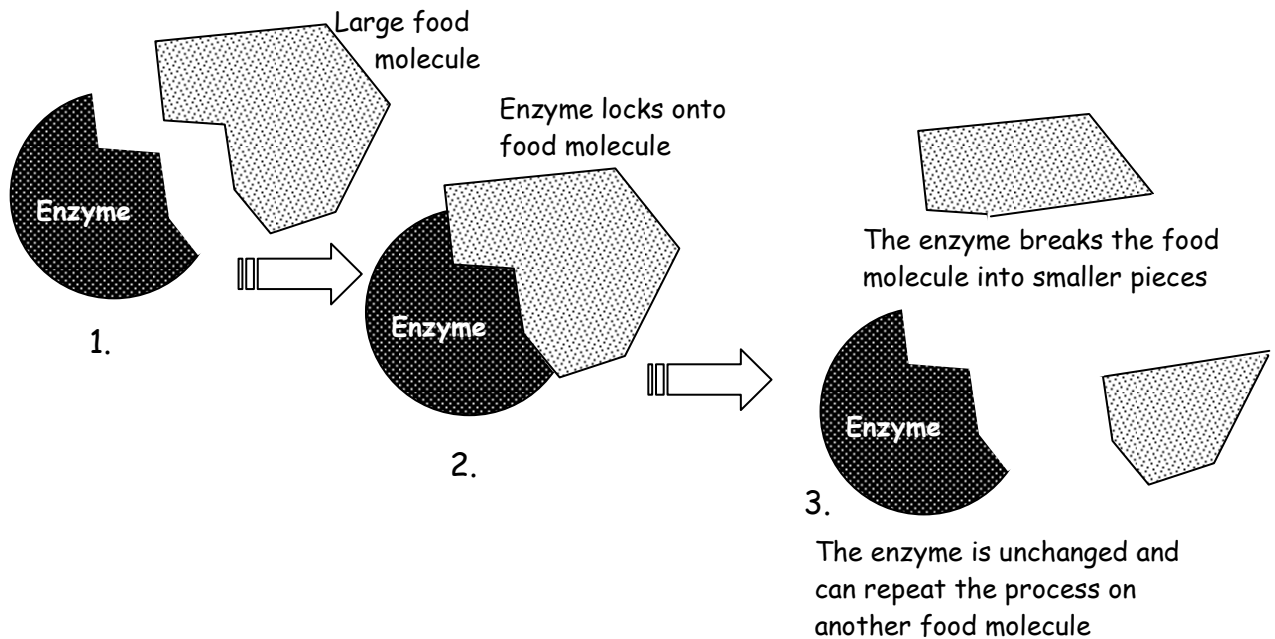 Large food
molecule
Enzyme
1.
Enzyme locks onto
food molecule
Enzyme
2.
The enzyme breaks the food
molecule into smaller pieces
Enzyme
3.
The enzyme is unchanged and
can repeat the process on
another food molecule